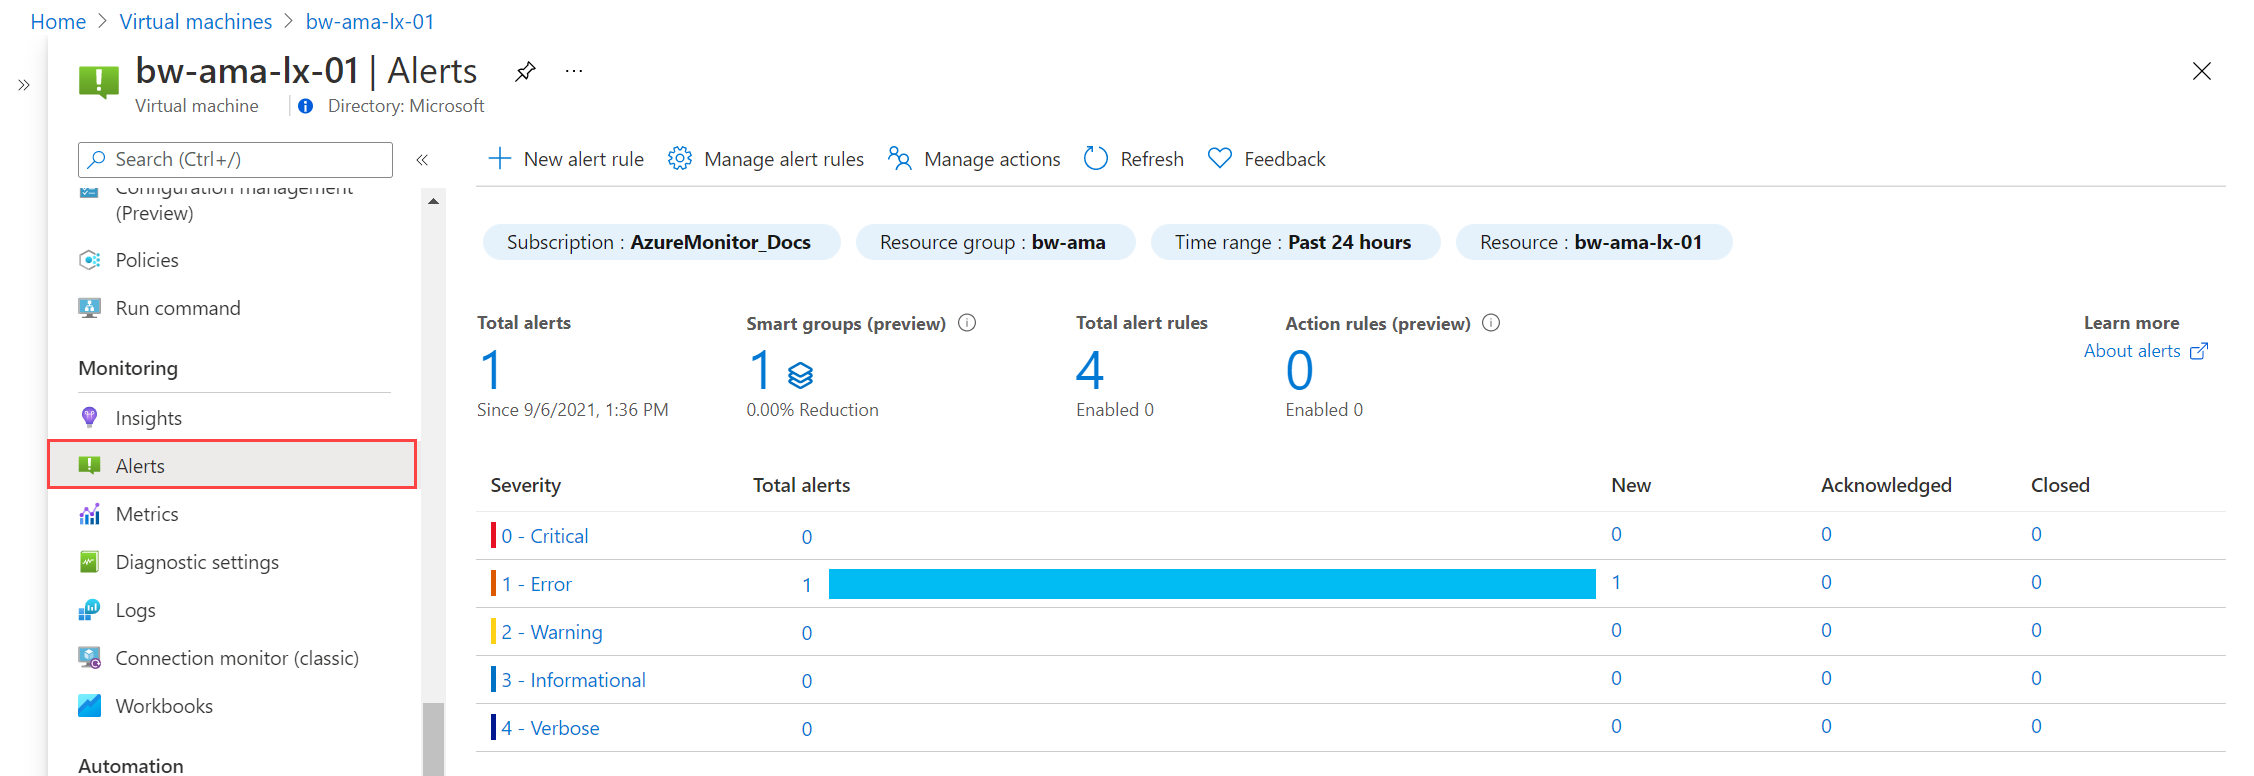 Home > Virtual machines > bw-ama-lx-01
bw-ama-lx-01 | Alerts
Virtual machine
Directory: Microsoft
Search (Ctrl+/)
Configuration management
(Preview)
Policies
Run command
Monitoring
Insights
Alerts
Metrics
Diagnostic settings
Logs
Connection monitor (classic)
Workbooks
Automation
New alert rule Manage alert rules Manage actions Refresh Feedback
Subscription : AzureMonitor_Docs Resource group : bw-ama Time range : Past 24 hours Resource : bw-ama-lx-01
Total alerts
1
Since 9/6/2021, 1:36 PM
Smart groups (preview)
1
0.00% Reduction
Total alert rules
4
Enabled 0
Action rules (preview)
0
Enabled 0
Learn more
About alerts
Severity Total alerts New Acknowledged Closed
0 - Critical 0 0 0 0
1 - Error 1 1 0 0
2 - Warning 0 0 0 0
3 - Informational 0 0 0 0
4 - Verbose 0 0 0 0